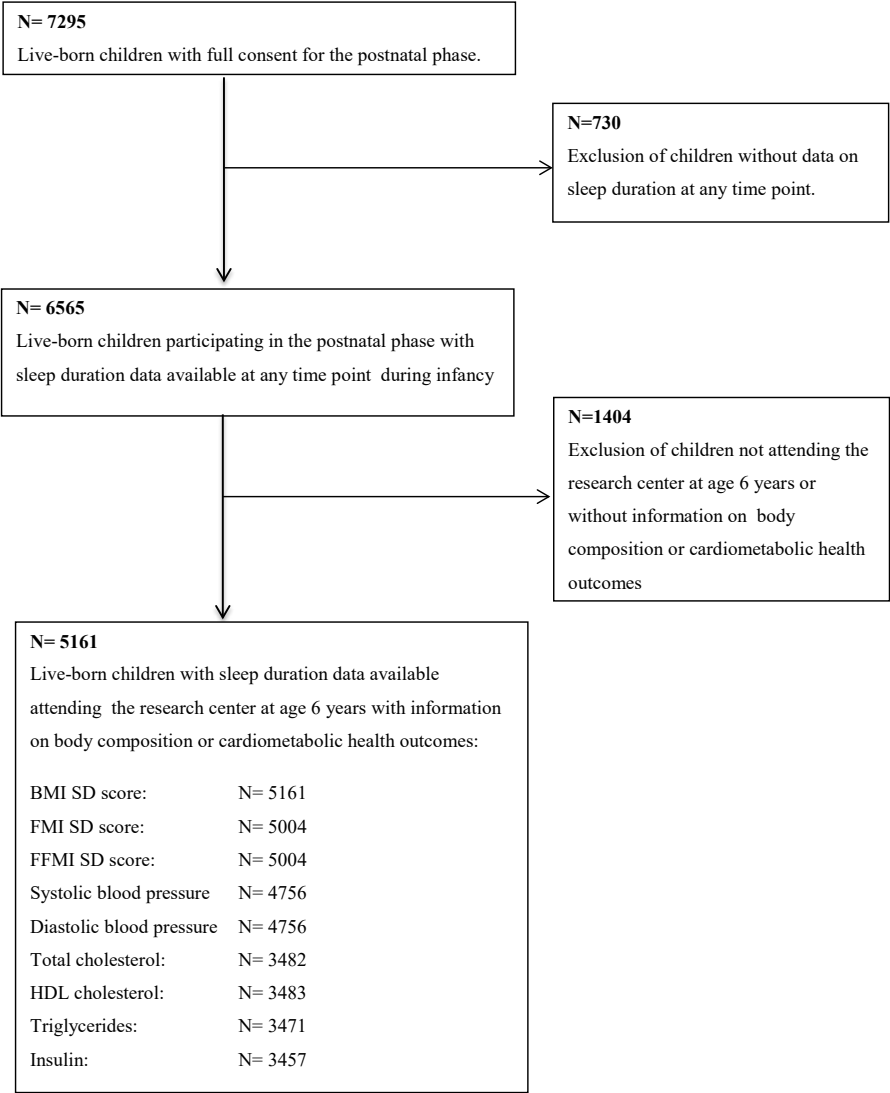 N= 7295
Live-born children with full consent for the postnatal phase.
N=730
Exclusion of children without data on
sleep duration at any time point.
N= 6565
Live-born children participating in the postnatal phase with
sleep duration data available at any time point during infancy
N=1404
Exclusion of children not attending the
research center at age 6 years or
without information on body
composition or cardiometabolic health
outcomes
N= 5161
Live-born children with sleep duration data available
attending the research center at age 6 years with information
on body composition or cardiometabolic health outcomes:
BMI SD score: N= 5161
FMI SD score: N= 5004
FFMI SD score: N= 5004
Systolic blood pressure N= 4756
Diastolic blood pressure N= 4756
Total cholesterol: N= 3482
HDL cholesterol: N= 3483
Triglycerides: N= 3471
Insulin: N= 3457